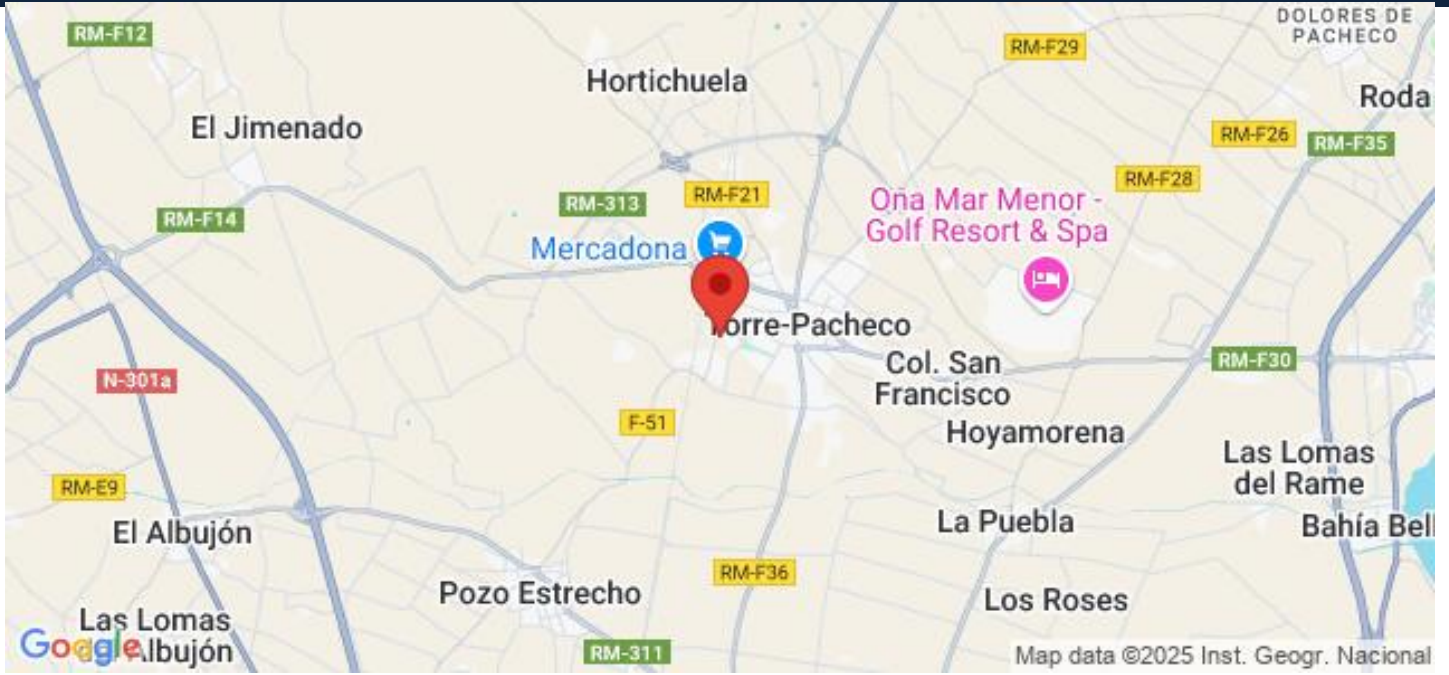 DOLORES DE
PACHECO
RM-F12
RM-F29
Hortichuela
Roda
El Jimenado
RM-F26
RM-F35
RM-F28
RM-F21
RM-313
Oña Mar Menor -
Golf Resort & Spa
RM-F14
Mercadona
Torre-Pacheco
Col. San
Francisco
RM-F30
N-301a
F-51
Hoyamorena
Las Lomas
del Rame
RM-E9
La Puebla
Bahía Bell
El Albujón
RM-F36
Pozo Estrecho
Los Roses
Las Lomas
Albujón
Google
RM-311
Map data ©2025 Inst. Geogr. Nacional